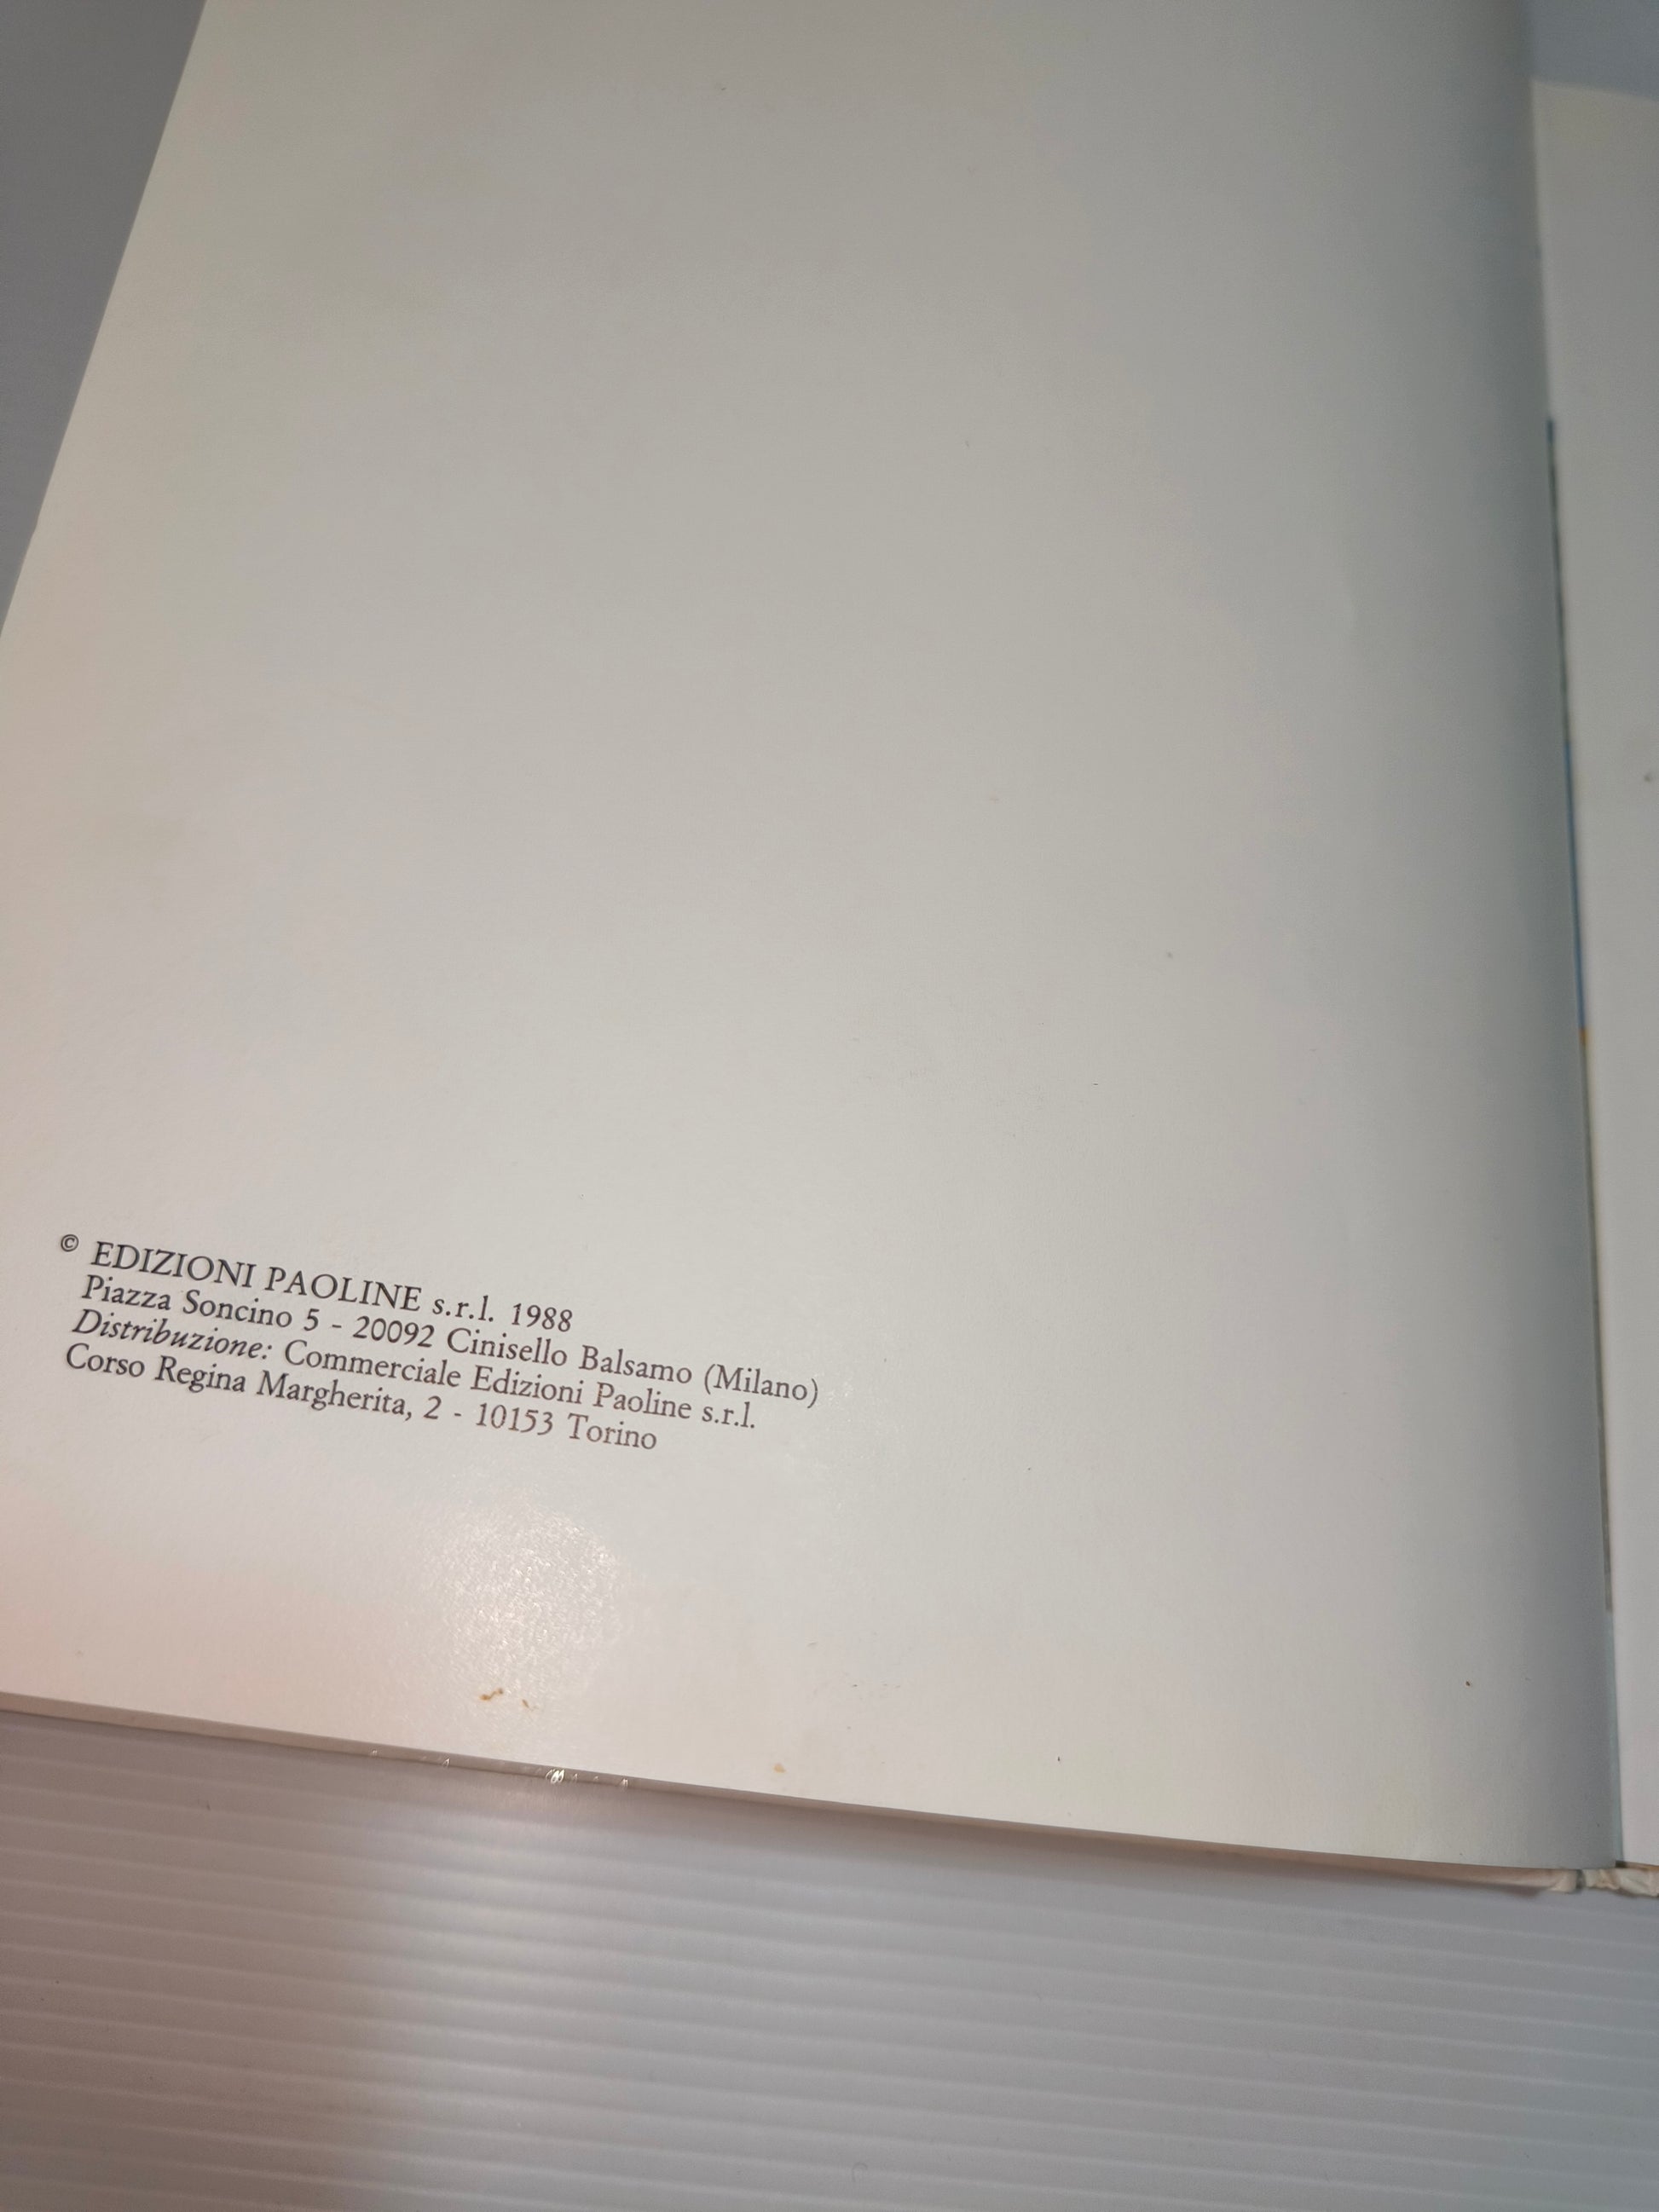 © EDIZIONI PAOLINE s.r.l. 1988
Piazza Soncino 5 - 20092 Cinisello Balsamo (Milano)
Distribuzione: Commerciale Edizioni Paoline s.r.l.
Corso Regina Margherita, 2 - 10153 Torino